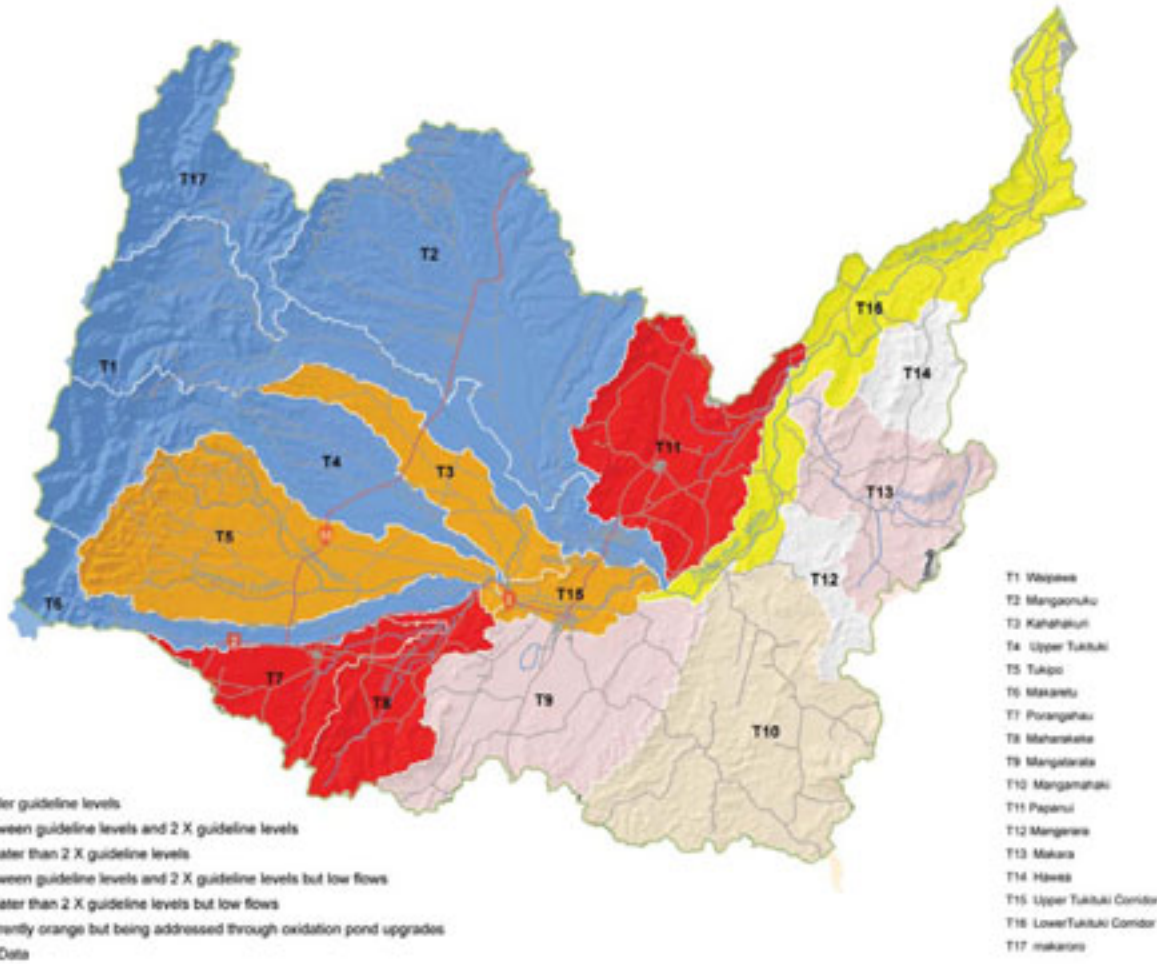 T17
T2
T1
T16
T14
T4
T3
T11
T13
T5
T12
T6
T15
T7
T8
T9
T10
ler guideline levels
ween guideline levels and 2 X guideline levels
ater than 2 X guideline levels
ween guideline levels and 2 X guideline levels but low flows
ater than 2 X guideline levels but low flows
rently orange but being addressed through oxidation pond upgrades
Data
T1 Waipawa
T2 Mangaonuku
T3 Kahahakuri
T4 Upper Tukituki
T5 Tukipo
T6 Makaretu
T7 Porangahau
T8 Maharakeke
T9 Mangatarata
T10 Mangamahaki
T11 Papanui
T12 Mangarara
T13 Makara
T14 Hawea
T15 Upper Tukituki Corridor
T16 LowerTukituki Corridor
T17 makaroro